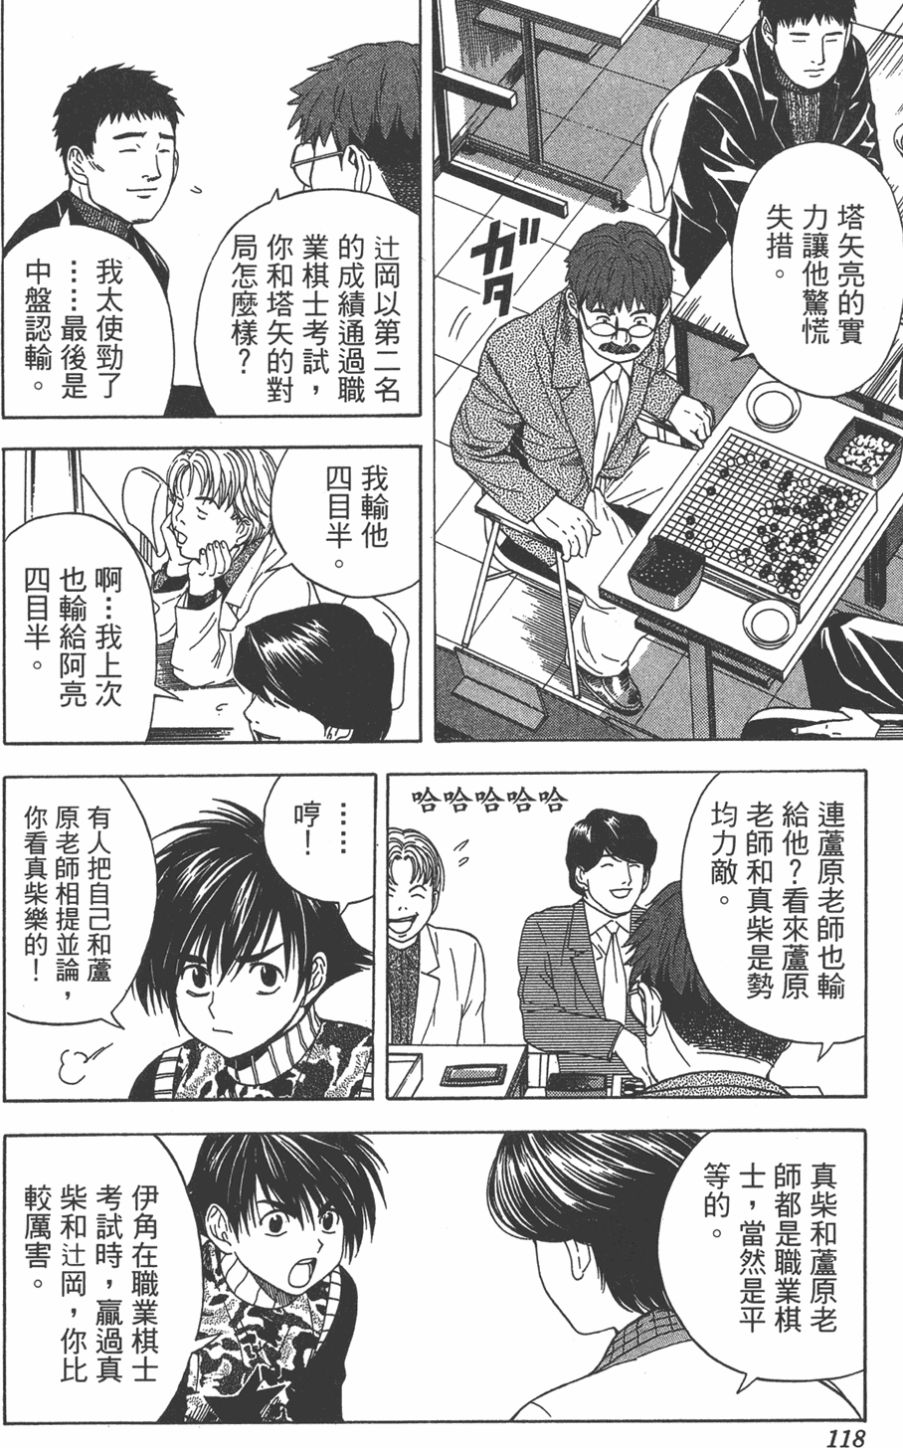 塔矢亮的實
力讓他驚慌
失措。
ガタ
辻岡以第二名
的成績通過職
業棋士考試，
你和塔矢的對
局怎麼樣？
我太使勁了
……最後是
中盤認輸。
我輸他
四目半。
啊…我上次
也輸給阿亮
四目半。
連蘆原老師也輸
給他？看來蘆原
老師和真柴是勢
均力敵。
哈哈哈哈哈
……
哼！
有人把自己和蘆
原老師相提並論，
你看真柴樂的！
真柴和蘆原老
師都是職業棋
士，當然是平
等的。
伊角在職業棋士
考試時，贏過真
柴和辻岡，你比
較厲害。
118